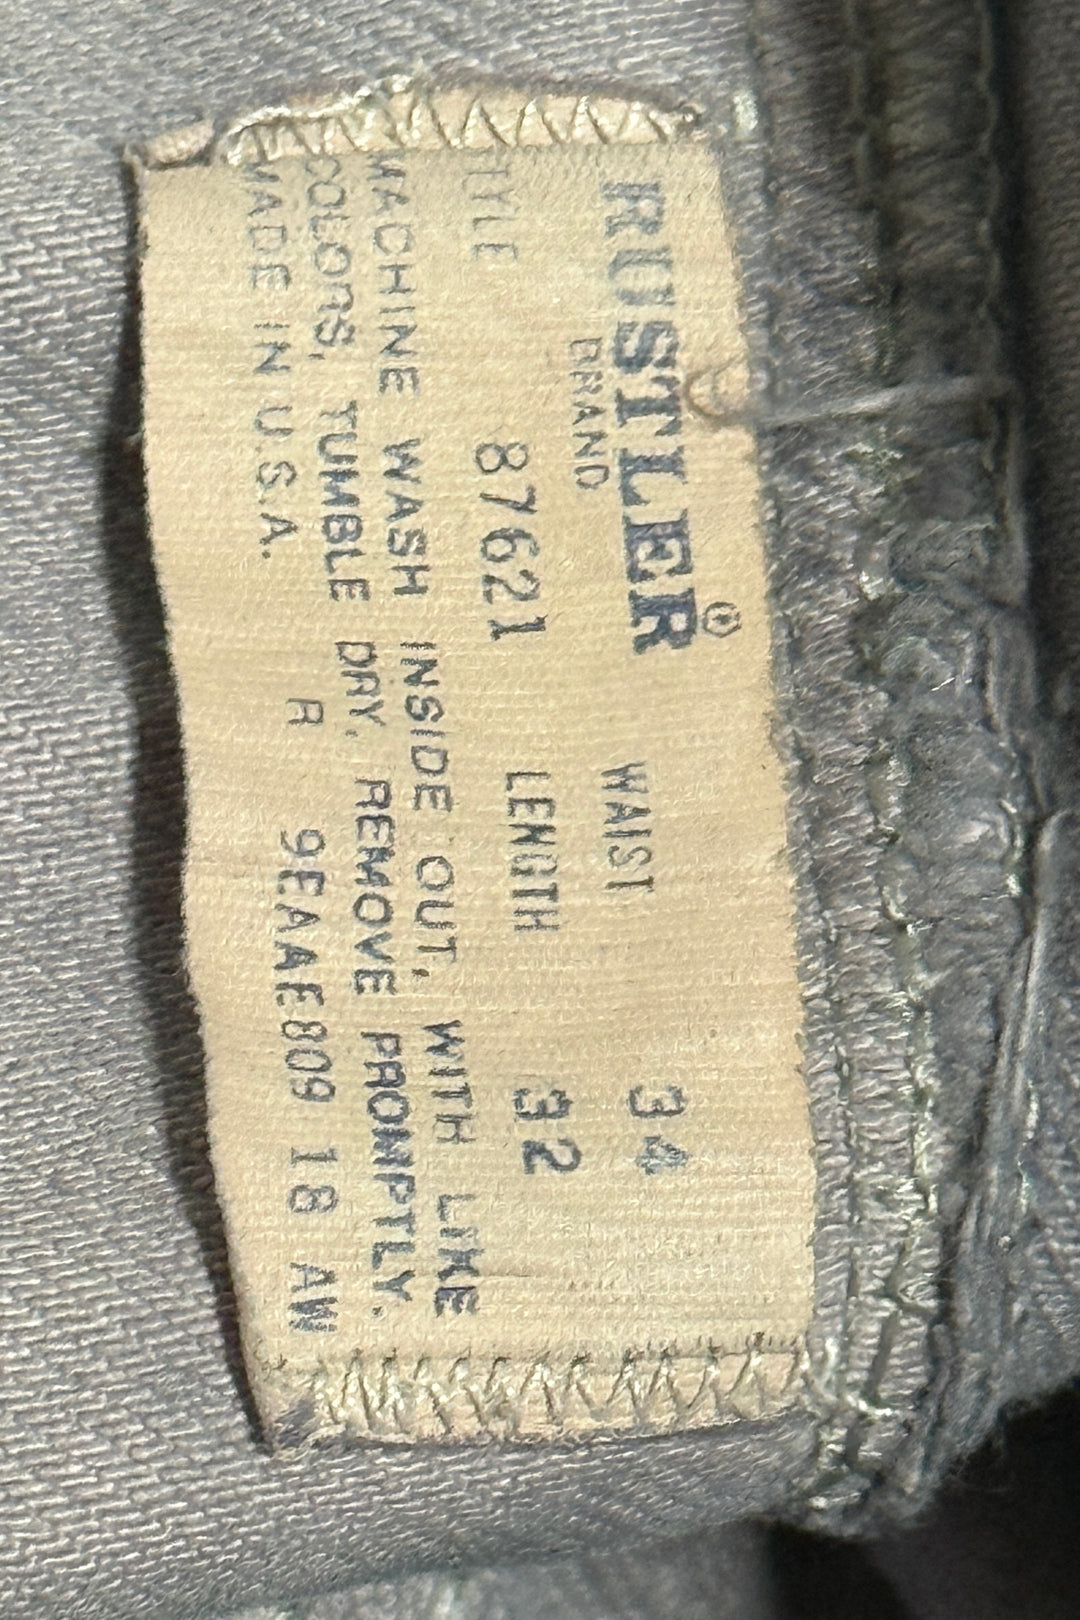 RUSTLER®
BRAND
WAIST 34
TYLE 87621 LENGTH 32
MACHINE WASH INSIDE OUT, WITH LIKE
COLORS, TUMBLE DRY, REMOVE PROMPTLY.
MADE IN U.S.A. R 9EAAE809 18 AW